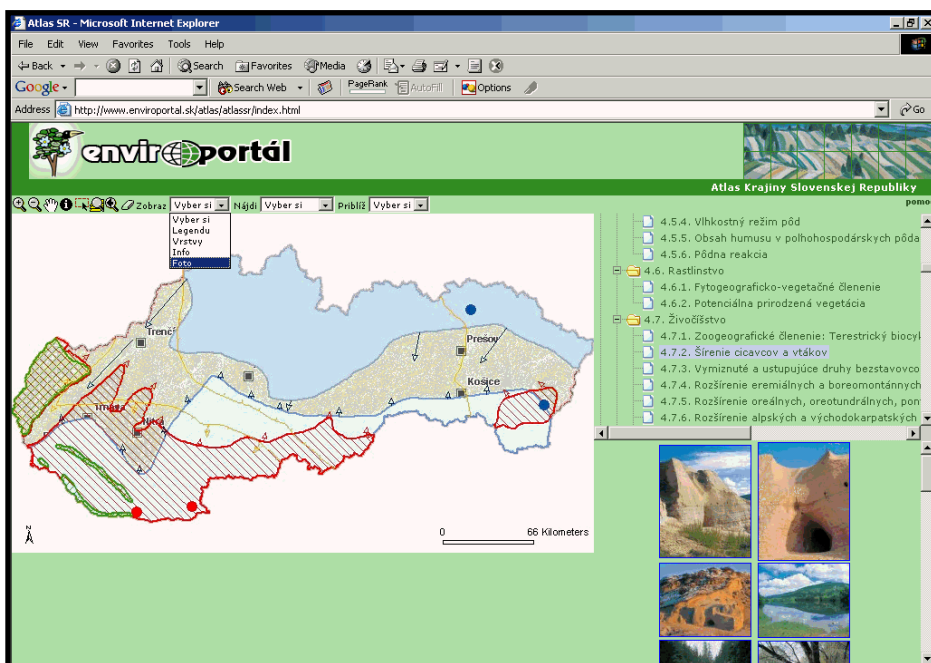 Atlas SR - Microsoft Internet Explorer
File Edit View Favorites Tools Help
Back Search Favorites Media
Google Search Web PageRank AutoFill Options
Address http://www.enviroportal.sk/atlas/atlassr/index.html Go
enviroportál
Atlas Krajiny Slovenskej Republiky
Zobraz Vyber si Nájdi Vyber si Priblíž Vyber si pomo
Vyber si
Legendu
Vrstvy
Info
Foto
4.5.4. Vlhkostný režim pôd
4.5.5. Obsah humusu v poľnohospodárskych pôda
4.5.6. Pôdna reakcia
4.6. Rastlinstvo
4.6.1. Fytogeograficko-vegetačné členenie
4.6.2. Potenciálna prirodzená vegetácia
4.7. Živočíšstvo
4.7.1. Zoogeografické členenie: Terestrický biocyk
4.7.2. Šírenie cicavcov a vtákov
4.7.3. Vymiznuté a ustupujúce druhy bezstavovco
4.7.4. Rozšírenie eremiálnych a boreomontánnych
4.7.5. Rozšírenie oreálnych, oreotundrálnych, pon
4.7.6. Rozšírenie alpských a východokarpatských
Prešov
Košice
Nitra
N
0 66 Kilometers